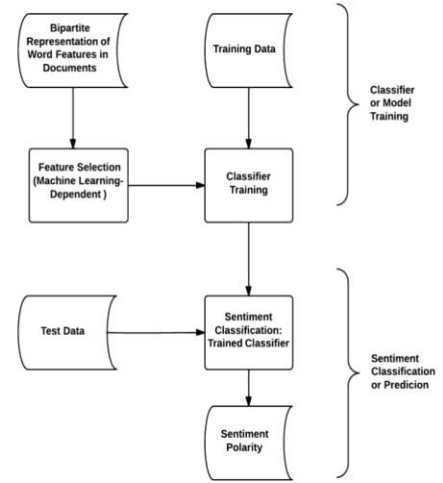 Bipartite
Representation of
Word Features in
Documents
Training Data
Classifier
or Model
Training
Feature Selection
(Machine Learning-
Dependent )
Classifier
Training
Test Data
Sentiment
Classification:
Trained Classifier
Sentiment
Classification
or Predicion
Sentiment
Polarity